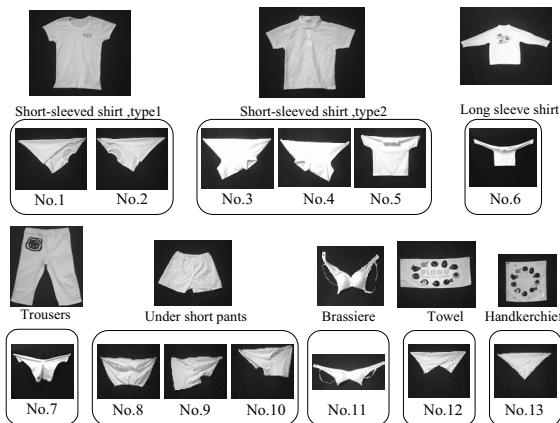 Short-sleeved shirt ,type1
Short-sleeved shirt ,type2
Long sleeve shirt
No.1
No.2
No.3
No.4
No.5
No.6
Trousers
Under short pants
Brassiere
Towel
Handkerchief
No.7
No.8
No.9
No.10
No.11
No.12
No.13